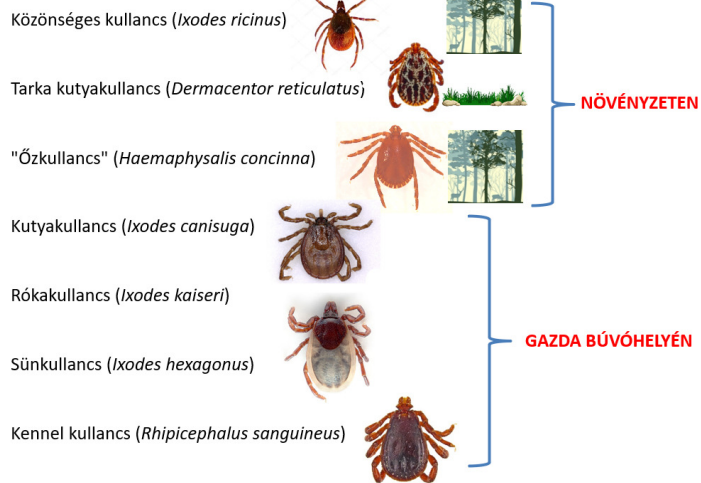 Közönséges kullancs (Ixodes ricinus)
Tarka kutyakullancs (Dermacentor reticulatus)
NÖVÉNYZETEN
"Őzkullancs" (Haemaphysalis concinna)
Kutyakullancs (Ixodes canisuga)
Rókakullancs (Ixodes kaiseri)
GAZDA BÚVÓHELYÉN
Sünkullancs (Ixodes hexagonus)
Kennel kullancs (Rhipicephalus sanguineus)